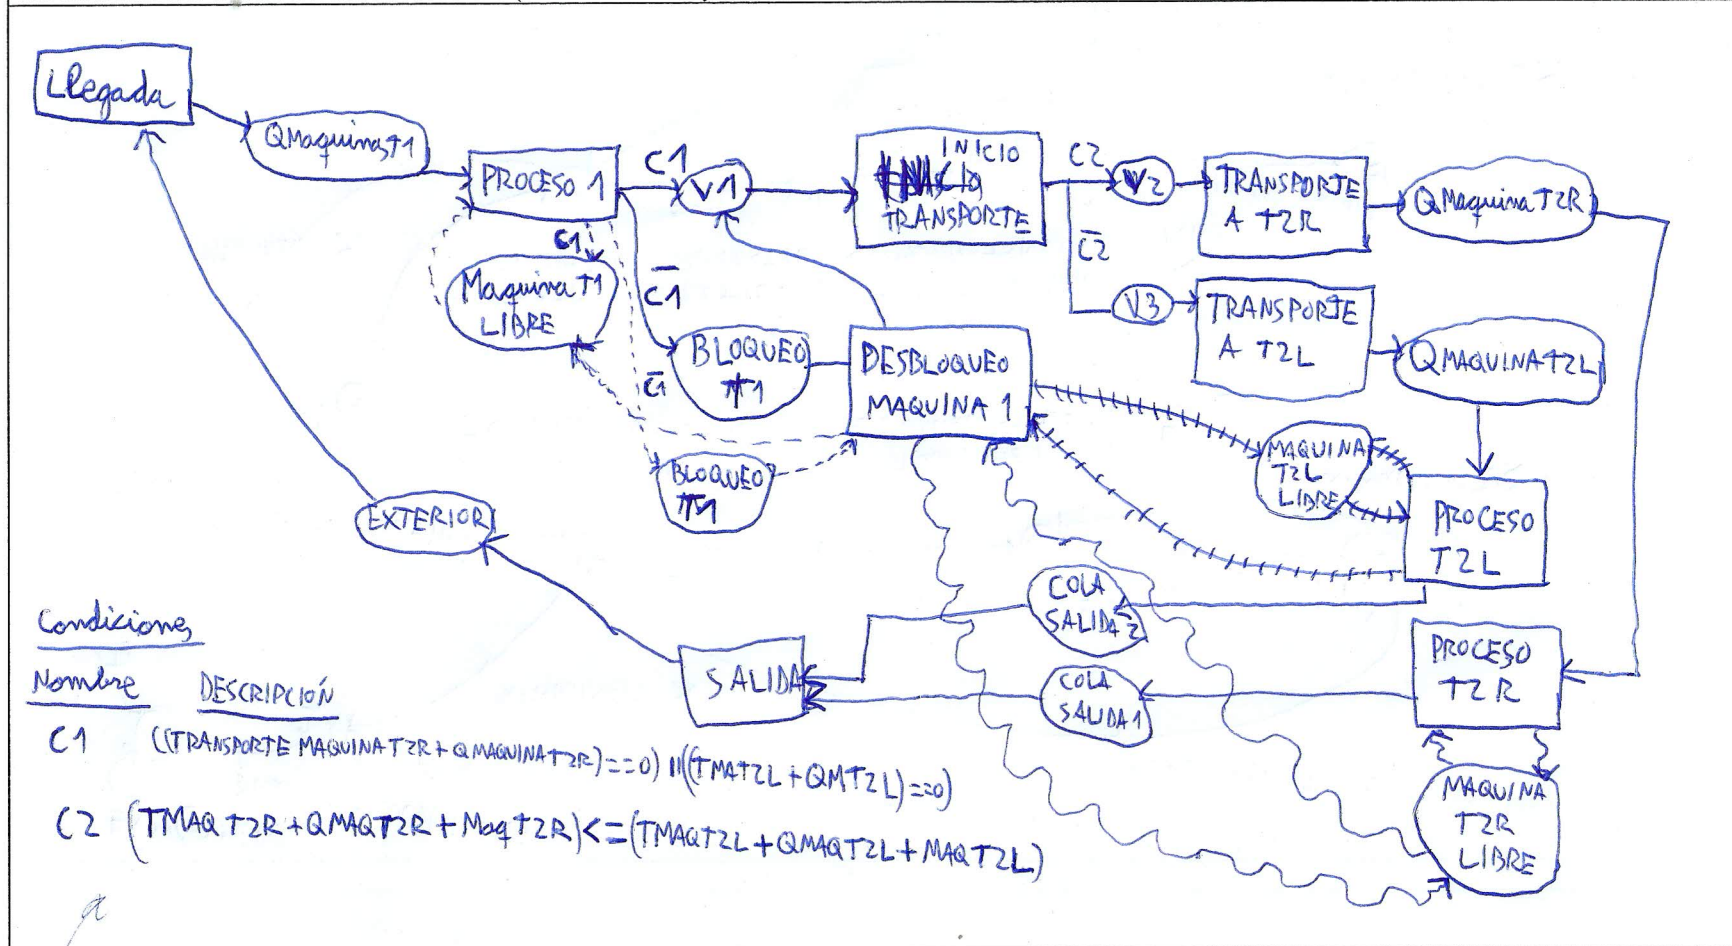 Llegada
QMaquinaT1
PROCESO 1
C1
V1
INICIO
TRANSPORTE
C2
V2
TRANSPORTE
A T2R
QMaquinaT2R
C2
V3
TRANSPORTE
A T2L
QMAQUINAT2L
C1
Maquina T1
LIBRE
C1
C1
BLOQUEO
T1
DESBLOQUEO
MAQUINA 1
BLOQUEO
T1
MAQUINA
T2L
LIBRE
PROCESO
T2L
EXTERIOR
COLA
SALIDA 2
SALIDA
COLA
SALIDA 1
PROCESO
T2R
MAQUINA
T2R
LIBRE
Condiciones
Nombre DESCRIPCIÓN
C1 ((TRANSPORTE MAQUINAT2R+QMAQUINAT2R)==0) || ((TMAT2L+QMT2L)==0)
C2 (TMAQT2R+QMAQT2R+MaqT2R)<=(TMAQT2L+QMAQT2L+MAQT2L)